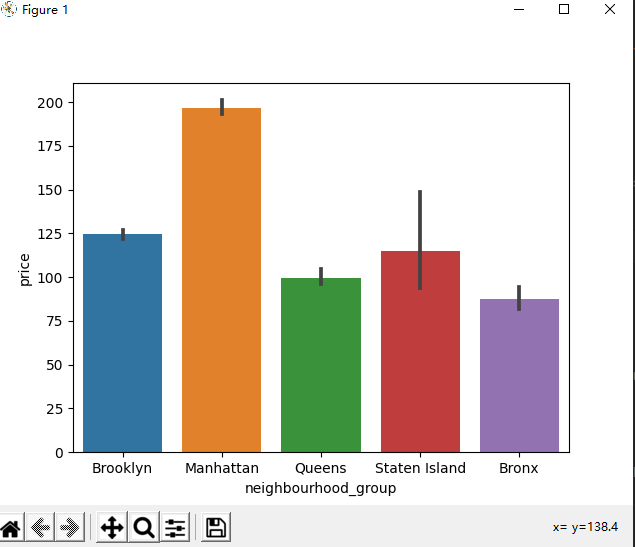 Figure 1
200
175
150
125
100
75
50
25
0
price
Brooklyn Manhattan Queens Staten Island Bronx
neighbourhood_group
x= y=138.4